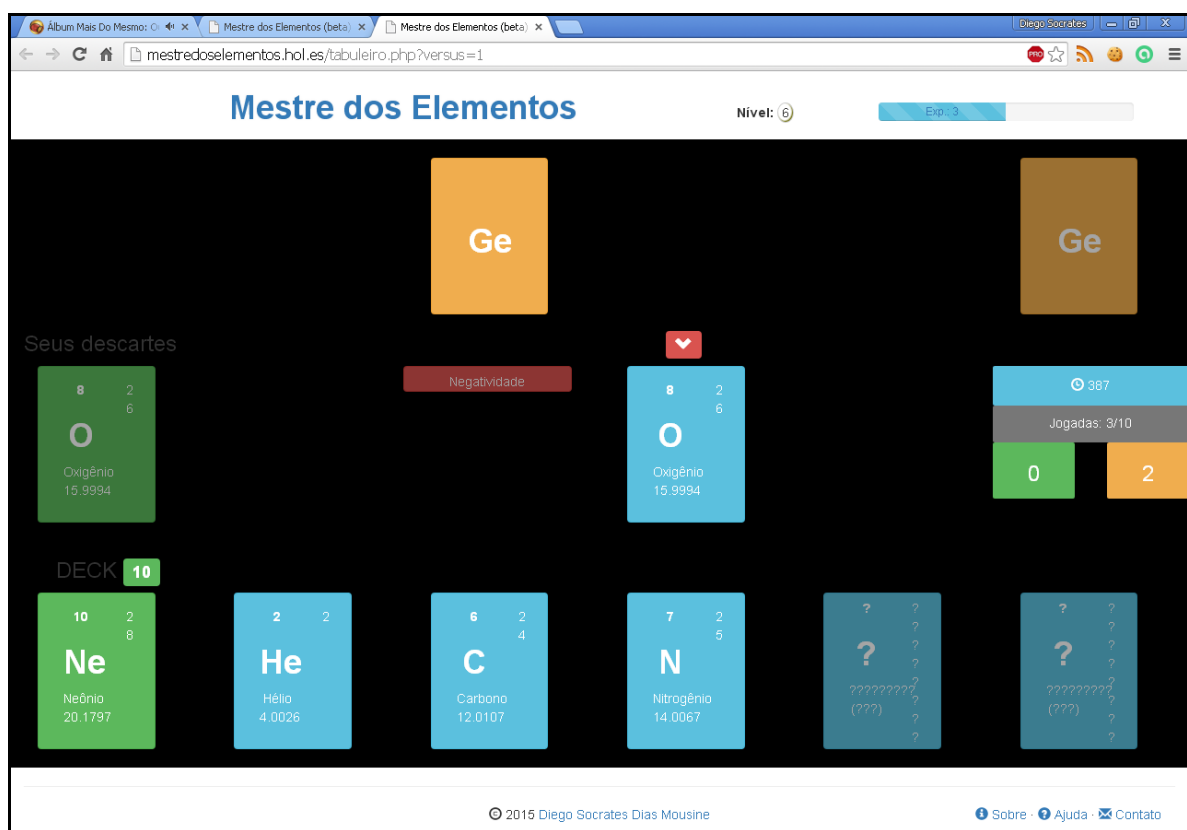 Álbum Mais Do Mesmo:
Mestre dos Elementos (beta)
Mestre dos Elementos (beta)
Diego Socrates
mestredoselementos.hol.es/tabuleiro.php?versus=1
PRO
Mestre dos Elementos
Nível: 6
Exp.: 3
Ge
Ge
Seus descartes
8 2
6
O
Oxigênio
15.9994
Negatividade
8 2
6
O
Oxigênio
15.9994
387
Jogadas: 3/10
0 2
DECK 10
10 2
8
Ne
Neônio
20.1797
2 2
He
Hélio
4.0026
6 2
4
C
Carbono
12.0107
7 2
5
N
Nitrogênio
14.0067
? ?
?
?
?
?
?
?
?
?
?????????
(???)
? ?
?
?
?
?
?
?
?
?
?????????
(???)
© 2015 Diego Socrates Dias Mousine
Sobre · Ajuda · Contato